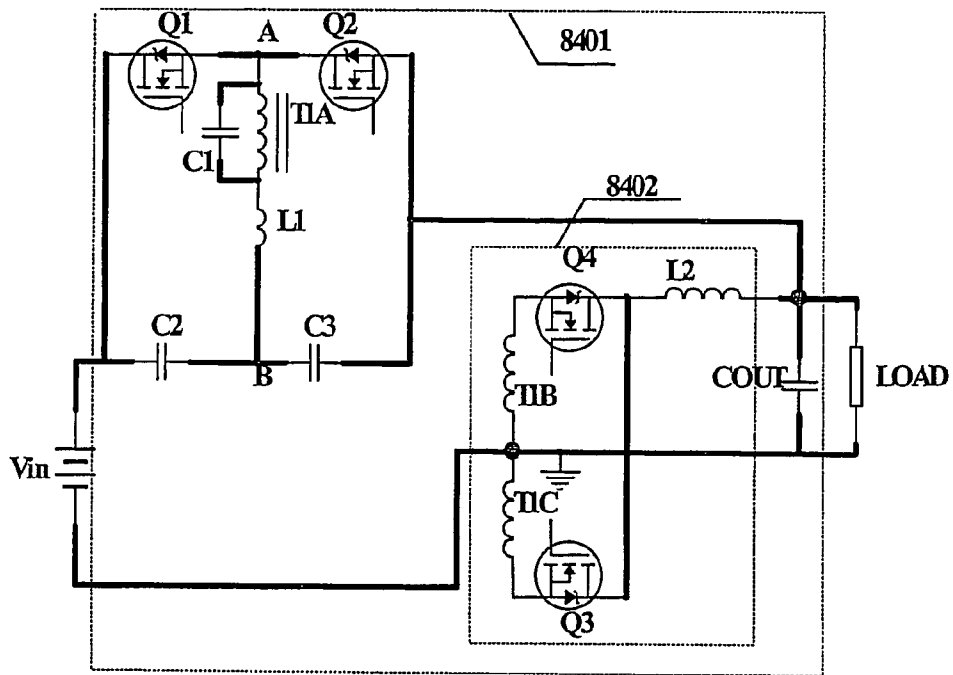 Q1
A
Q2
8401
T1A
C1
L1
8402
Q4
L2
C2
C3
B
COUT
LOAD
T1B
Vin
T1C
Q3